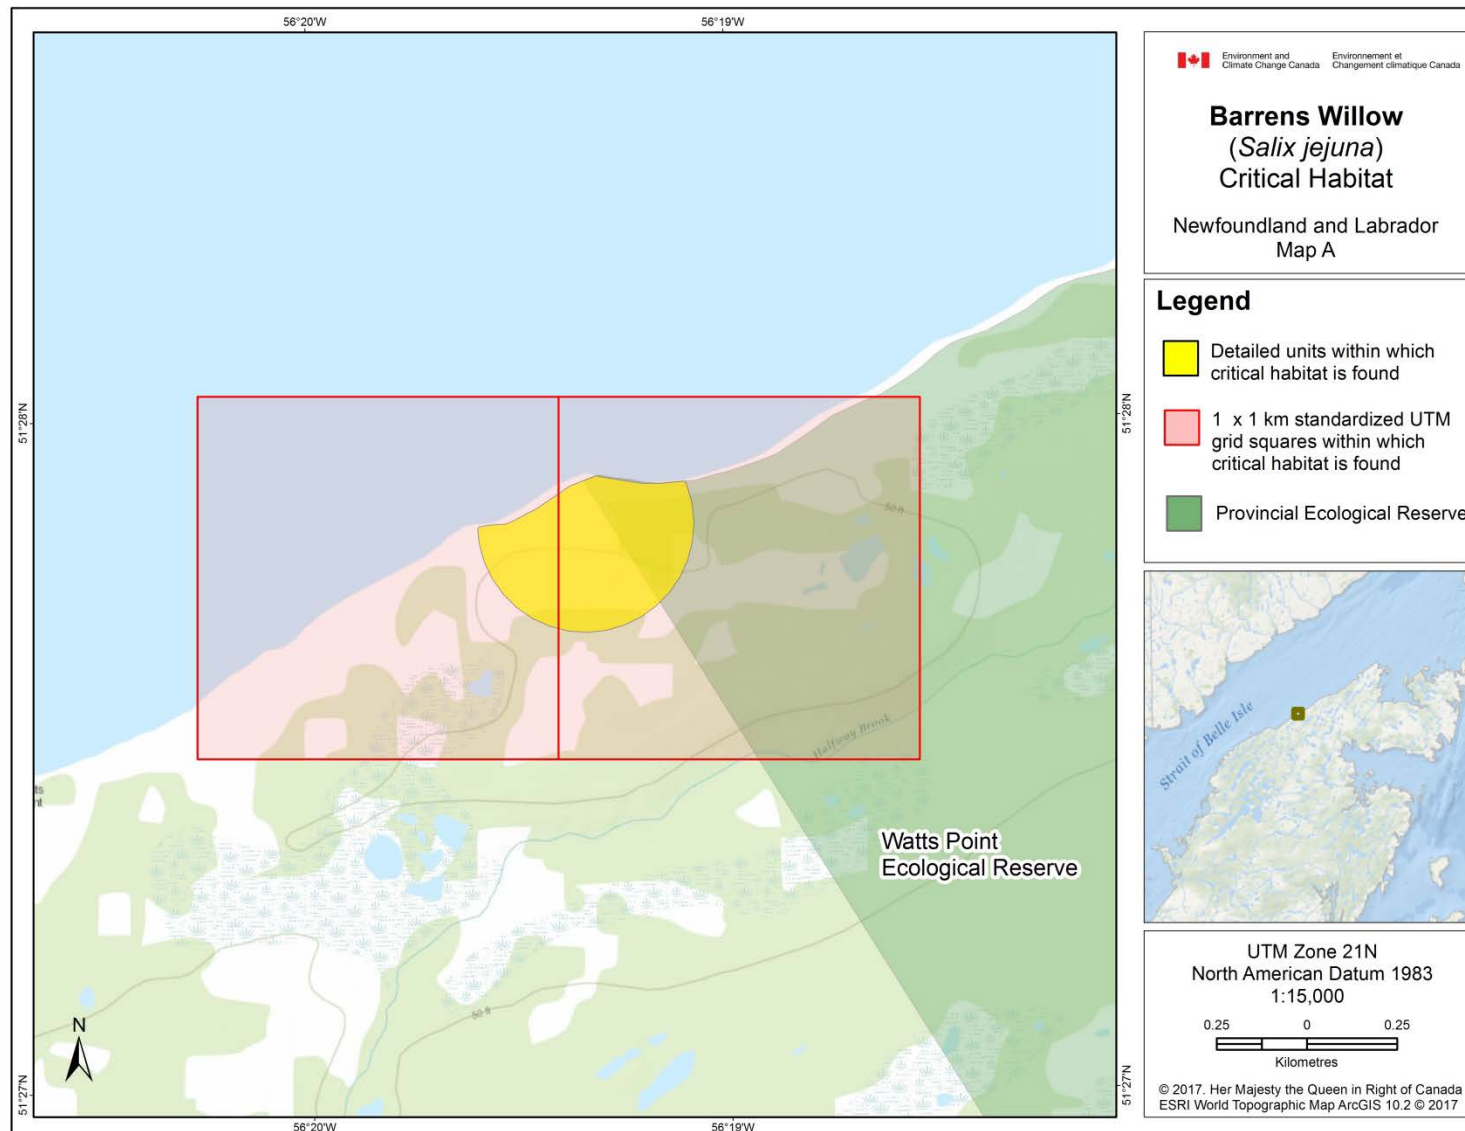 56°20'W
56°19'W
51°28'N
51°28'N
50 ft
Halfway Brook
Watts Point
Ecological Reserve
50 ft
N
51°27'N
51°27'N
56°20'W
56°19'W
Environment and
Climate Change Canada
Environnement et
Changement climatique Canada
Barrens Willow
(Salix jejuna)
Critical Habitat
Newfoundland and Labrador
Map A
Legend
Detailed units within which
critical habitat is found
1 x 1 km standardized UTM
grid squares within which
critical habitat is found
Provincial Ecological Reserve
Strait of Belle Isle
UTM Zone 21N
North American Datum 1983
1:15,000
0.25 0 0.25
Kilometres
© 2017. Her Majesty the Queen in Right of Canada
ESRI World Topographic Map ArcGIS 10.2 © 2017